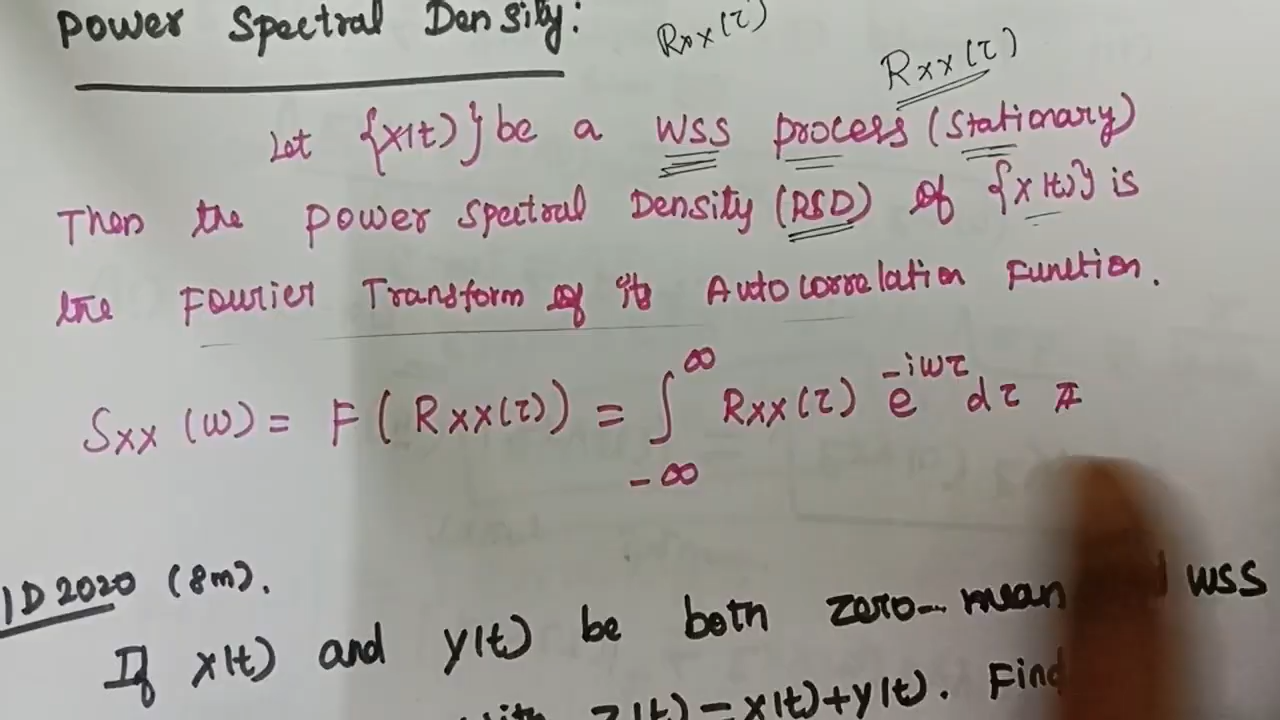 Power Spectral Density:
Rxx(τ)
Rxx(τ)
Let {x(t)} be a WSS process (Stationary)
Then the power spectral Density (PSD) of {x(t)} is
the Fourier Transform of its Autocorrelation Function.
Sxx (ω) = F ( Rxx(τ)) = ∫_{-∞}^{∞} Rxx(τ) e^{-iωτ} dτ
1D 2020 (8m).
If x(t) and y(t) be both zero-mean WSS
with z(t) = x(t)+y(t). Find